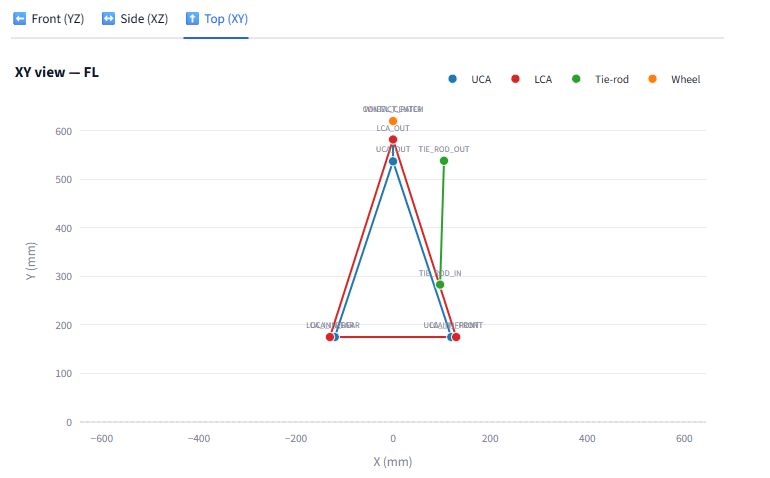 Front (YZ)
Side (XZ)
Top (XY)
XY view — FL
UCA
LCA
Tie-rod
Wheel
LCA_OUT
UCA_OUT
TIE_ROD_OUT
TIE_ROD_IN
600
500
400
300
200
100
0
Y (mm)
−600
−400
−200
0
200
400
600
X (mm)